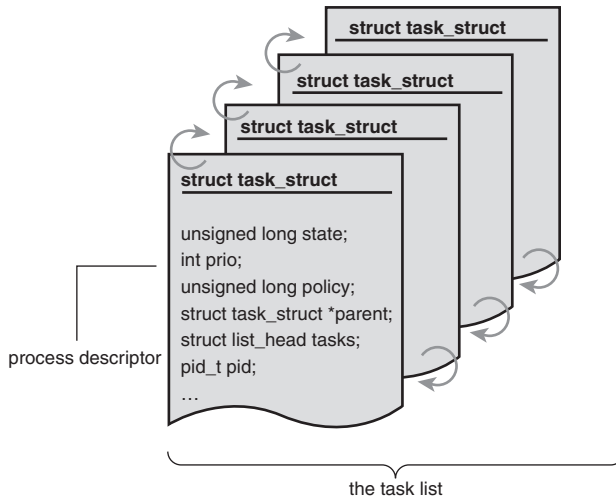 struct task_struct
struct task_struct
struct task_struct
struct task_struct
unsigned long state;
int prio;
unsigned long policy;
struct task_struct *parent;
struct list_head tasks;
pid_t pid;
…
process descriptor
the task list